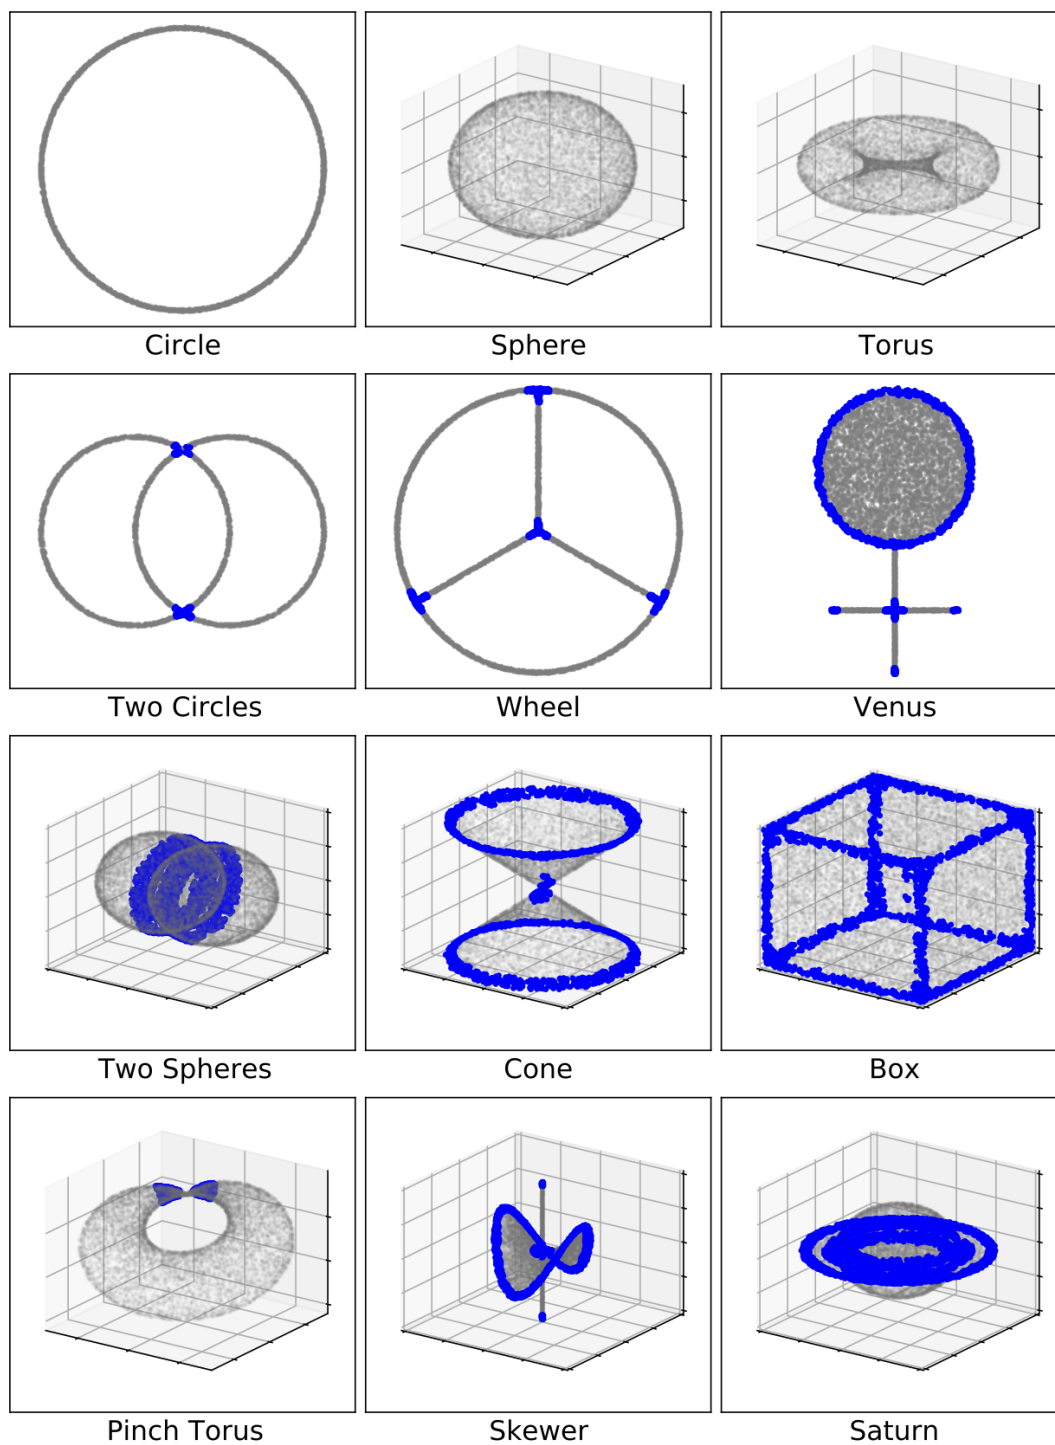 Circle
Sphere
Torus
Two Circles
Wheel
Venus
Two Spheres
Cone
Box
Pinch Torus
Skewer
Saturn